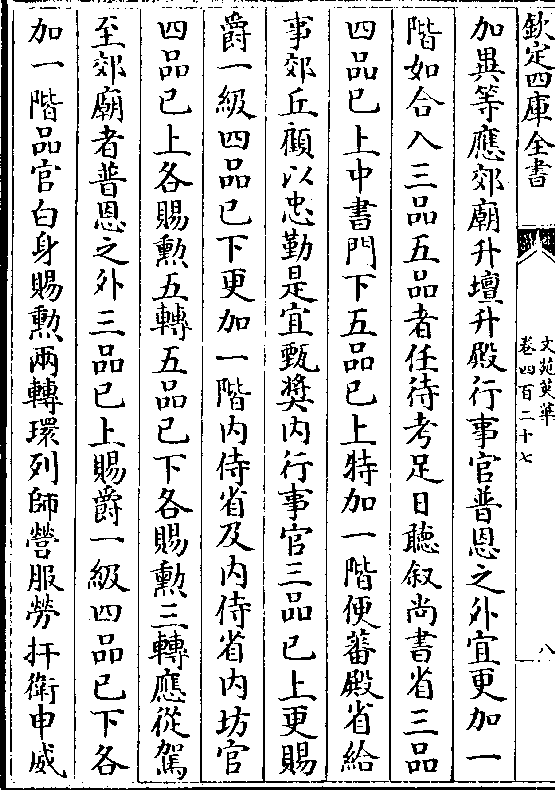 欽定四庫全書
文苑英華
卷四百二十七
八
加異等應郊廟升壇升殿行事官普恩之外宜更加一
階如合入三品五品者任待考足日聽叙尚書省三品
四品已上中書門下五品已上特加一階便蕃殿省給
事郊丘顧以忠勤是宜甄奬内行事官三品已上更賜
爵一級四品已下更加一階内侍省及内侍省内坊官
四品已上各賜勲五轉五品已下各賜勲三轉應從駕
至郊廟者普恩之外三品已上賜爵一級四品已下各
加一階品官白身賜勲兩轉環列師營服勞扞衛申威